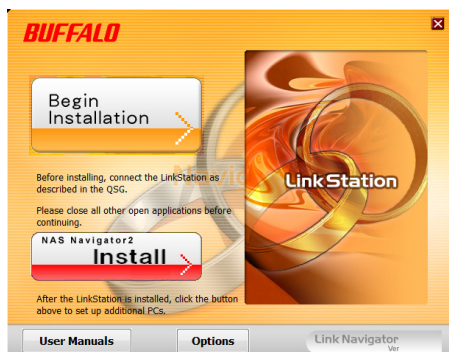 BUFFALO
Begin
Installation
Before installing, connect the LinkStation as
described in the QSG.
Please close all other open applications before
continuing.
LinkStation
NAS Navigator2
Install
After the LinkStation is installed, click the button
above to set up additional PCs.
User Manuals
Options
Link Navigator
Ver